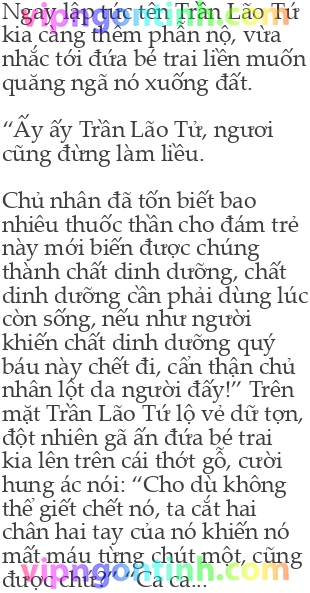 Ngay lập tức tên Trần Lão Tứ
kia càng thêm phẫn nộ, vừa
nhấc tới đứa bé trai liền muốn
quăng ngã nó xuống đất.
“Ấy ấy Trần Lão Tử, ngươi
cũng đừng làm liều.
Chủ nhân đã tốn biết bao
nhiêu thuốc thần cho đám trẻ
này mới biến được chúng
thành chất dinh dưỡng, chất
dinh dưỡng cần phải dùng lúc
còn sống, nếu như người
khiến chất dinh dưỡng quý
báu này chết đi, cẩn thận chủ
nhân lột da người đấy!” Trên
mặt Trần Lão Tứ lộ vẻ dữ tợn,
đột nhiên gã ấn đứa bé trai
kia lên trên cái thớt gỗ, cười
hung ác nói: “Cho dù không
thể giết chết nó, ta cắt hai
chân hai tay của nó khiến nó
mất máu từng chút một, cũng
được chứ?” “Ca ca...
vipngontinh.com
vipngontinh.com